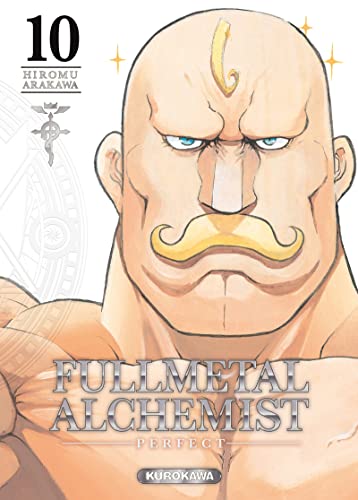 10
HIROMU
ARAKAWA
FULLMETAL
ALCHEMIST
PERFECT
KUROKAWA